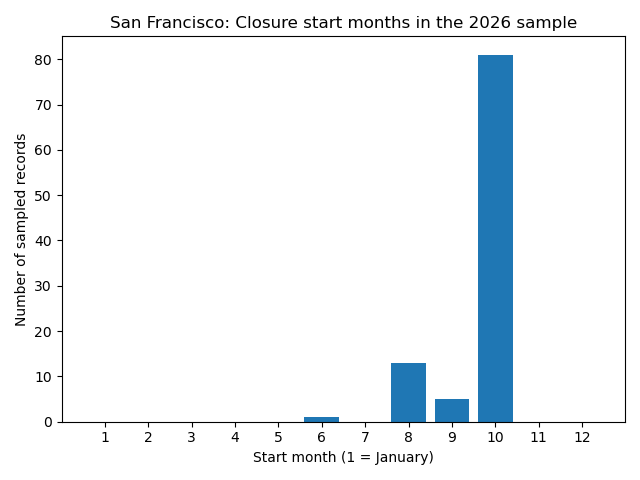 San Francisco: Closure start months in the 2026 sample
Number of sampled records
80
70
60
50
40
30
20
10
0
1 2 3 4 5 6 7 8 9 10 11 12
Start month (1 = January)